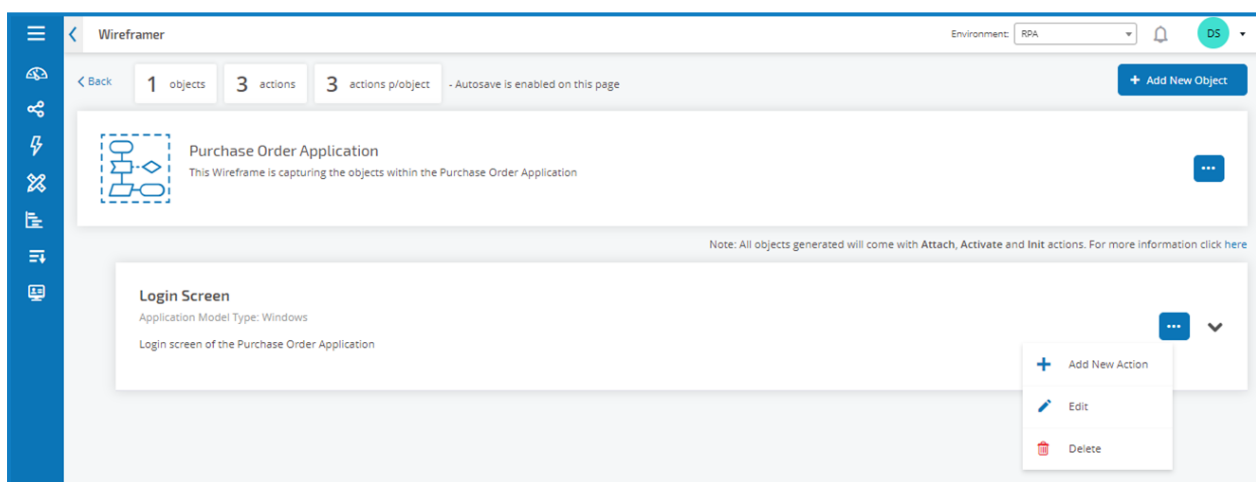 Wireframer
Environment: RPA
DS
Back
1 objects
3 actions
3 actions p/object
- Autosave is enabled on this page
+ Add New Object
Purchase Order Application
This Wireframe is capturing the objects within the Purchase Order Application
Note: All objects generated will come with Attach, Activate and Init actions. For more information click here
Login Screen
Application Model Type: Windows
Login screen of the Purchase Order Application
Add New Action
Edit
Delete